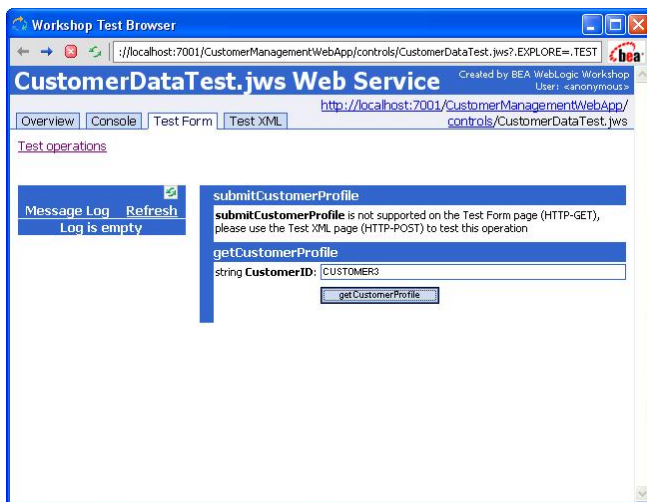 Workshop Test Browser
://localhost:7001/CustomerManagementWebApp/controls/CustomerDataTest.jws?.EXPLORE=.TEST
bea
CustomerDataTest.jws Web Service
Created by BEA WebLogic Workshop
User: <anonymous>
http://localhost:7001/CustomerManagementWebApp/
controls/CustomerDataTest.jws
Overview Console Test Form Test XML
Test operations
Message Log Refresh
Log is empty
submitCustomerProfile
submitCustomerProfile is not supported on the Test Form page (HTTP-GET),
please use the Test XML page (HTTP-POST) to test this operation
getCustomerProfile
string CustomerID: CUSTOMER3
getCustomerProfile